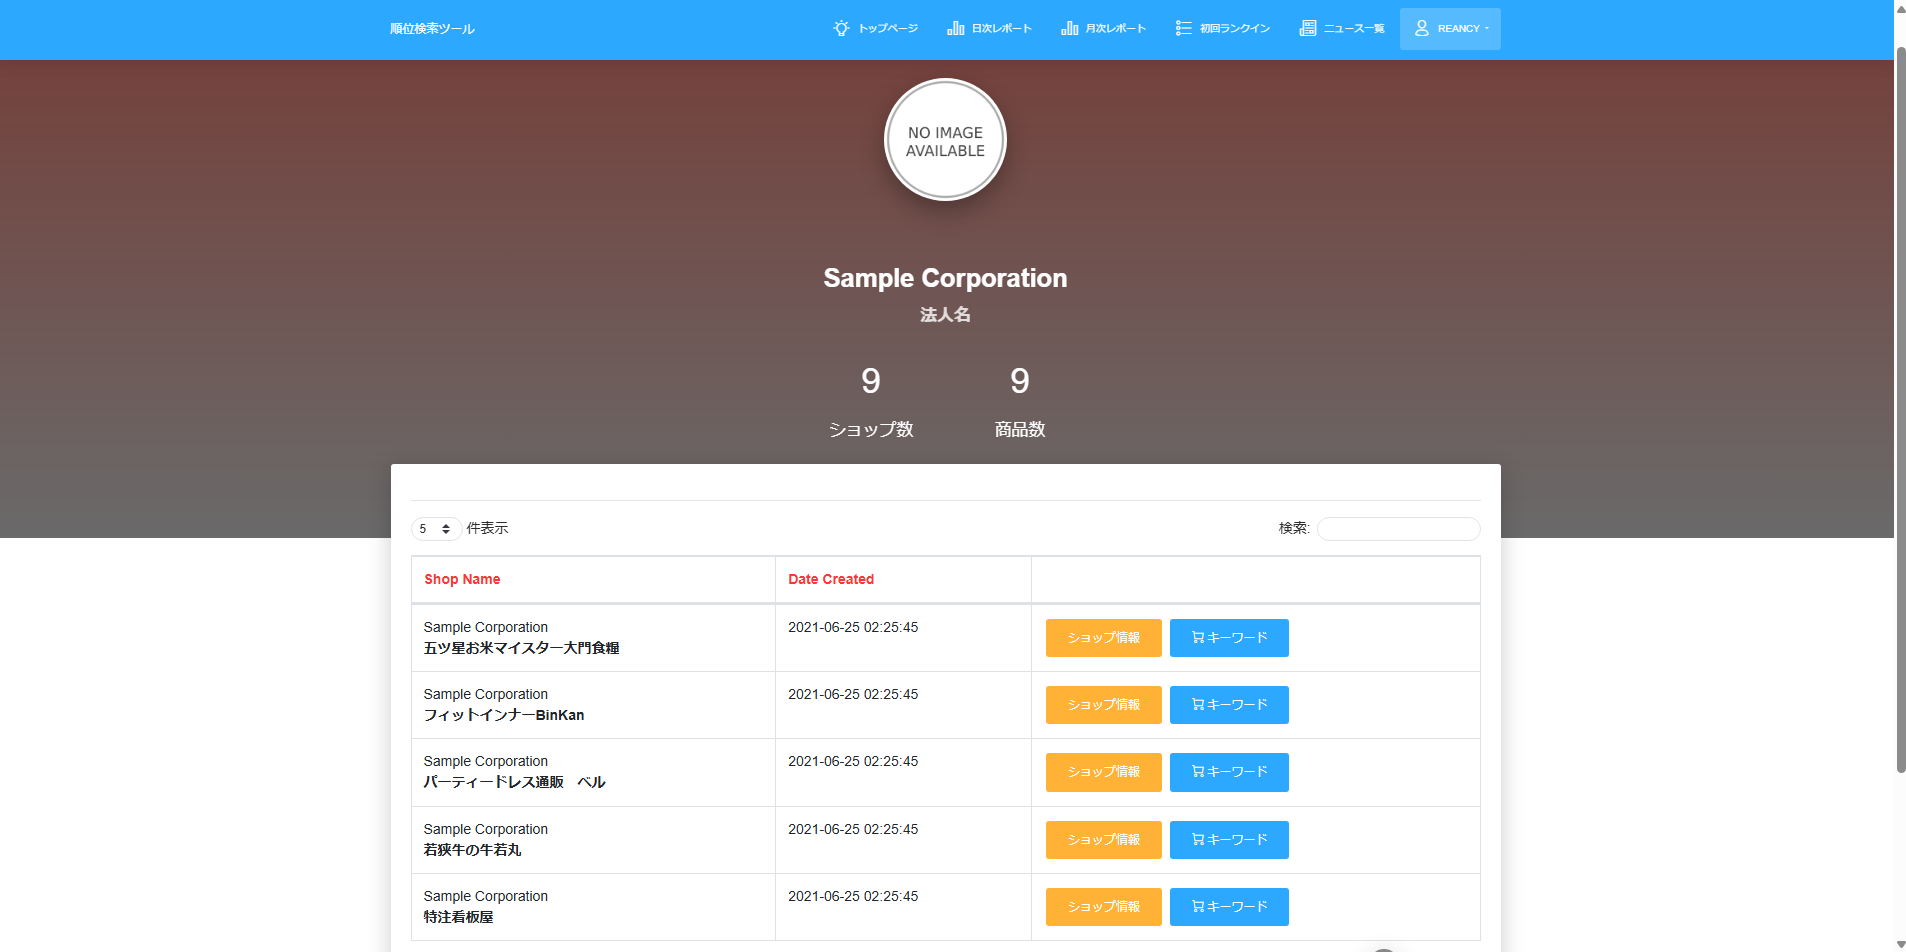 順位検索ツール
トップページ
日次レポート
月次レポート
初回ランクイン
ニュース一覧
REANCY
NO IMAGE
AVAILABLE
Sample Corporation
法人名
9 9
ショップ数 商品数
5 件表示 検索:
Shop Name Date Created
Sample Corporation 2021-06-25 02:25:45 ショップ情報 キーワード
五ツ星お米マイスター大門食糧
Sample Corporation 2021-06-25 02:25:45 ショップ情報 キーワード
フィットインナーBinKan
Sample Corporation 2021-06-25 02:25:45 ショップ情報 キーワード
パーティードレス通販　ベル
Sample Corporation 2021-06-25 02:25:45 ショップ情報 キーワード
若狭牛の牛若丸
Sample Corporation 2021-06-25 02:25:45 ショップ情報 キーワード
特注看板屋